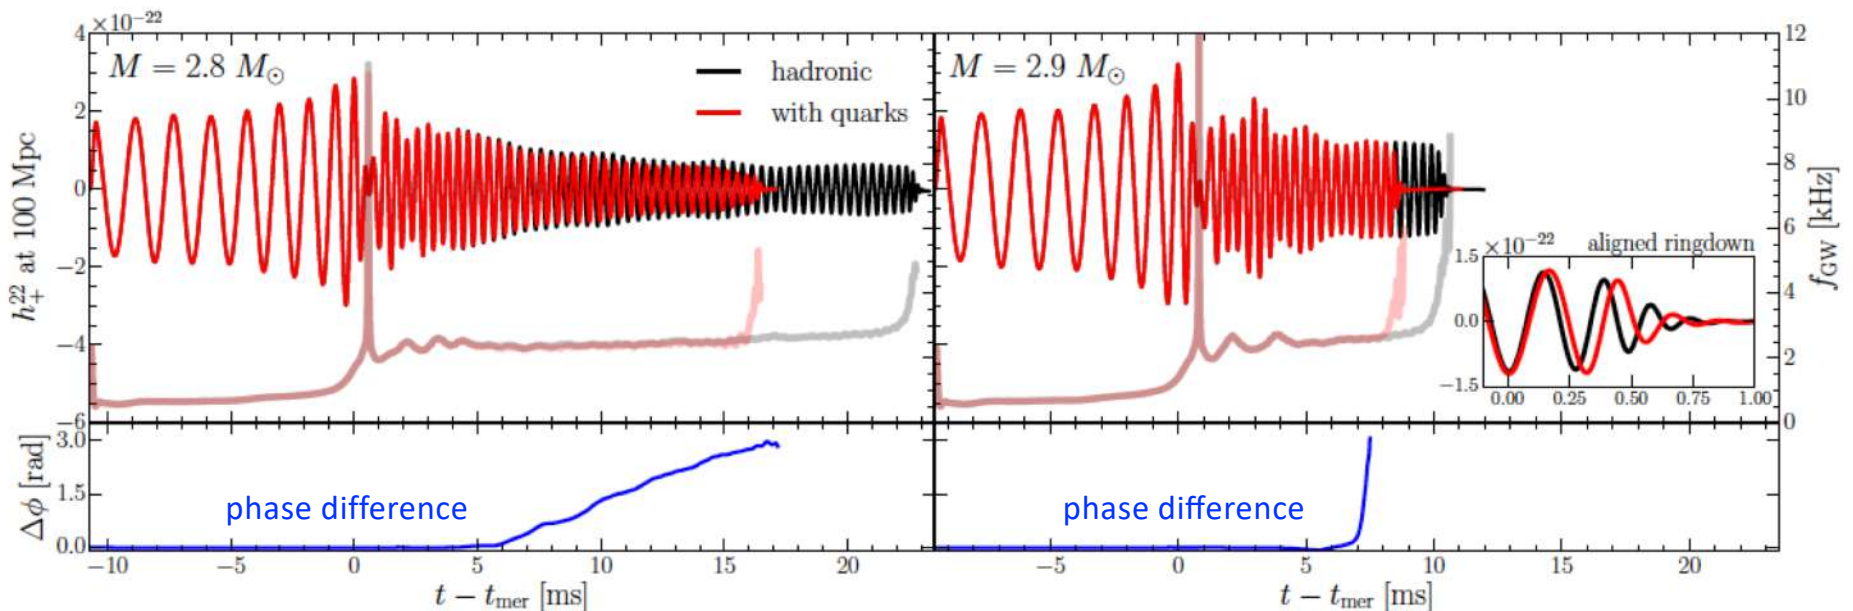 ×10⁻²²
M = 2.8 M☉
hadronic
with quarks
4
2
0
−2
−4
−6
h₊²² at 100 Mpc
M = 2.9 M☉
12
10
8
6
4
2
0
f_GW [kHz]
×10⁻²² aligned ringdown
1.5
0.0
−1.5
0.00 0.25 0.50 0.75 1.00
3.0
1.5
0.0
Δϕ [rad]
phase difference
phase difference
−10 −5 0 5 10 15 20
−5 0 5 10 15 20
t − t_mer [ms]
t − t_mer [ms]